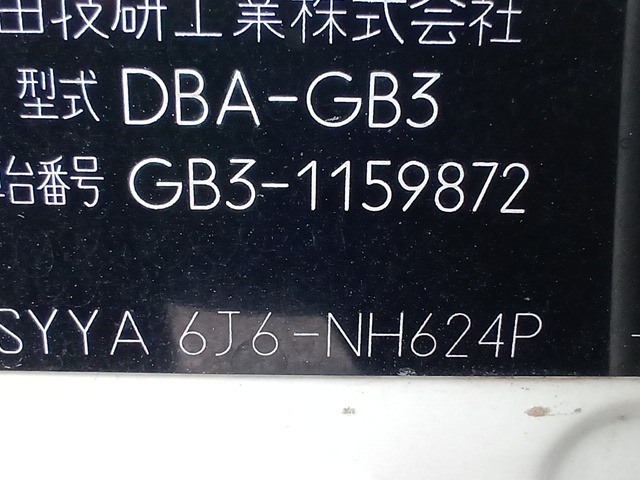 田技研工業株式会社
型式 DBA-GB3
台番号 GB3-1159872
SYYA 6J6-NH624P